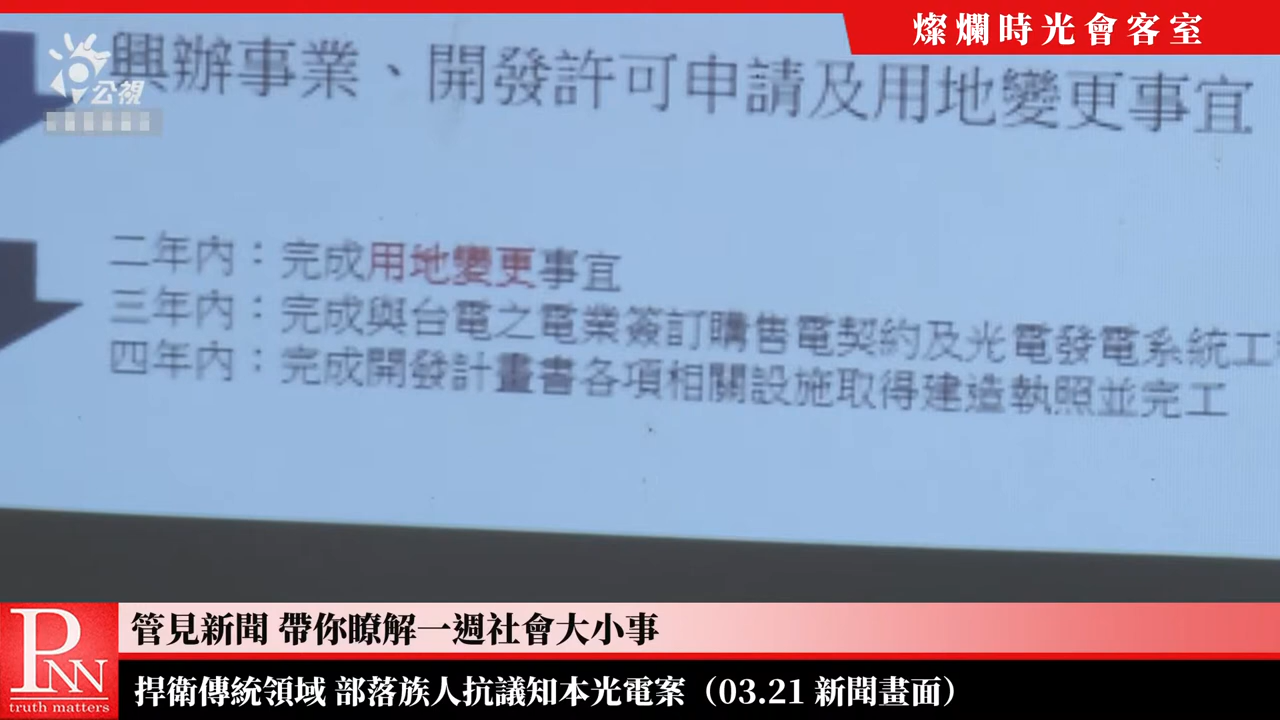 燦爛時光會客室
公視
興辦事業、開發許可申請及用地變更事宜
二年內：完成用地變更事宜
三年內：完成與台電之電業簽訂購售電契約及光電發電系統工
四年內：完成開發計畫書各項相關設施取得建造執照並完工
管見新聞 帶你瞭解一週社會大小事
PNN
truth matters
捍衛傳統領域 部落族人抗議知本光電案（03.21 新聞畫面）